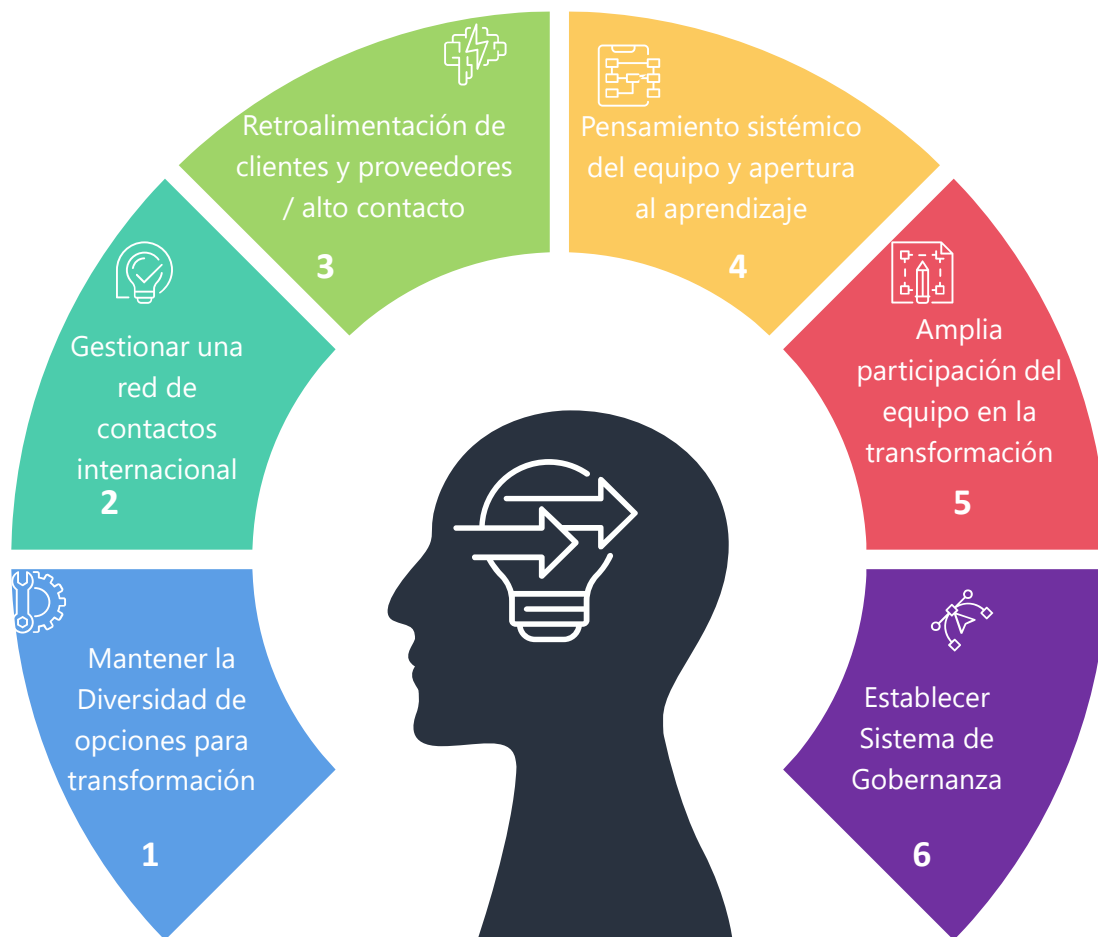 Mantener la
Diversidad de
opciones para
transformación
1
Gestionar una
red de
contactos
internacional
2
Retroalimentación de
clientes y proveedores
/ alto contacto
3
Pensamiento sistémico
del equipo y apertura
al aprendizaje
4
Amplia
participación del
equipo en la
transformación
5
Establecer
Sistema de
Gobernanza
6